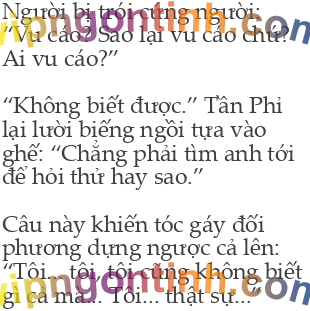 Người bị trói cứng người:
“Vu cáo? Sao lại vu cáo chứ?
Ai vu cáo?”
“Không biết được.” Tần Phi
lại lười biếng ngồi tựa vào
ghế: “Chẳng phải tìm anh tới
để hỏi thử hay sao.”
Câu này khiến tóc gáy đối
phương dựng ngược cả lên:
“Tôi... tôi, tôi cũng không biết
gì cả mà... Tôi... thật sự...”
vipngontinh.com
vipngontinh.com